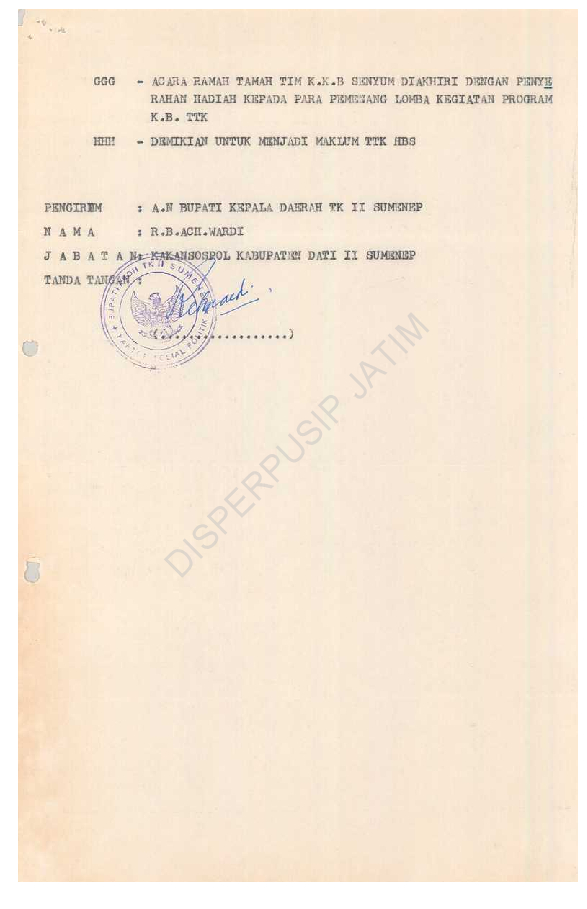 GGG - ACARA RAMAH TAMAH TIM K.K.B SENYUM DIAKHIRI DENGAN PENYE
RAHAN HADIAH KEPADA PARA PEMENANG LOMBA KEGIATAN PROGRAM
K.B. TTK
HHH - DEMIKIAN UNTUK MENJADI MAKLUM TTK HBS
PENGIRIM : A.N BUPATI KEPALA DAERAH TK II SUMENEP
N A M A : R.B.ACH.WARDI
J A B A T A N: KAKANSOSPOL KABUPATEN DATI II SUMENEP
TANDA TANGAN :
(...................)
DISPERPUSIP JATIM